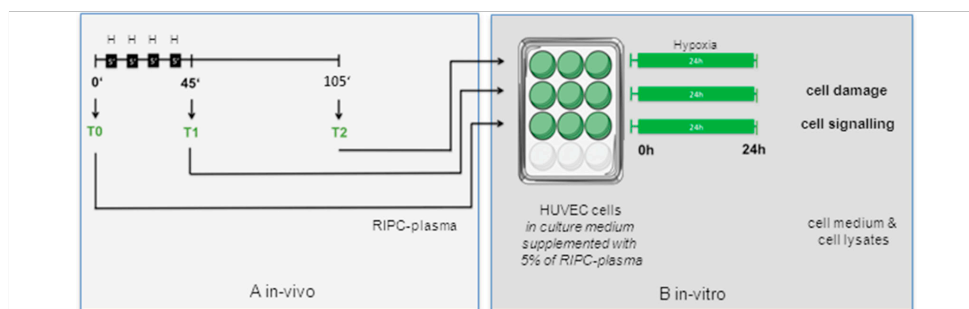 H H H H
5' 5' 5' 5'
0' 45' 105'
T0 T1 T2
RIPC-plasma
A in-vivo
Hypoxia
24h
24h
24h
0h 24h
cell damage
cell signalling
HUVEC cells
in culture medium
supplemented with
5% of RIPC-plasma
cell medium &
cell lysates
B in-vitro